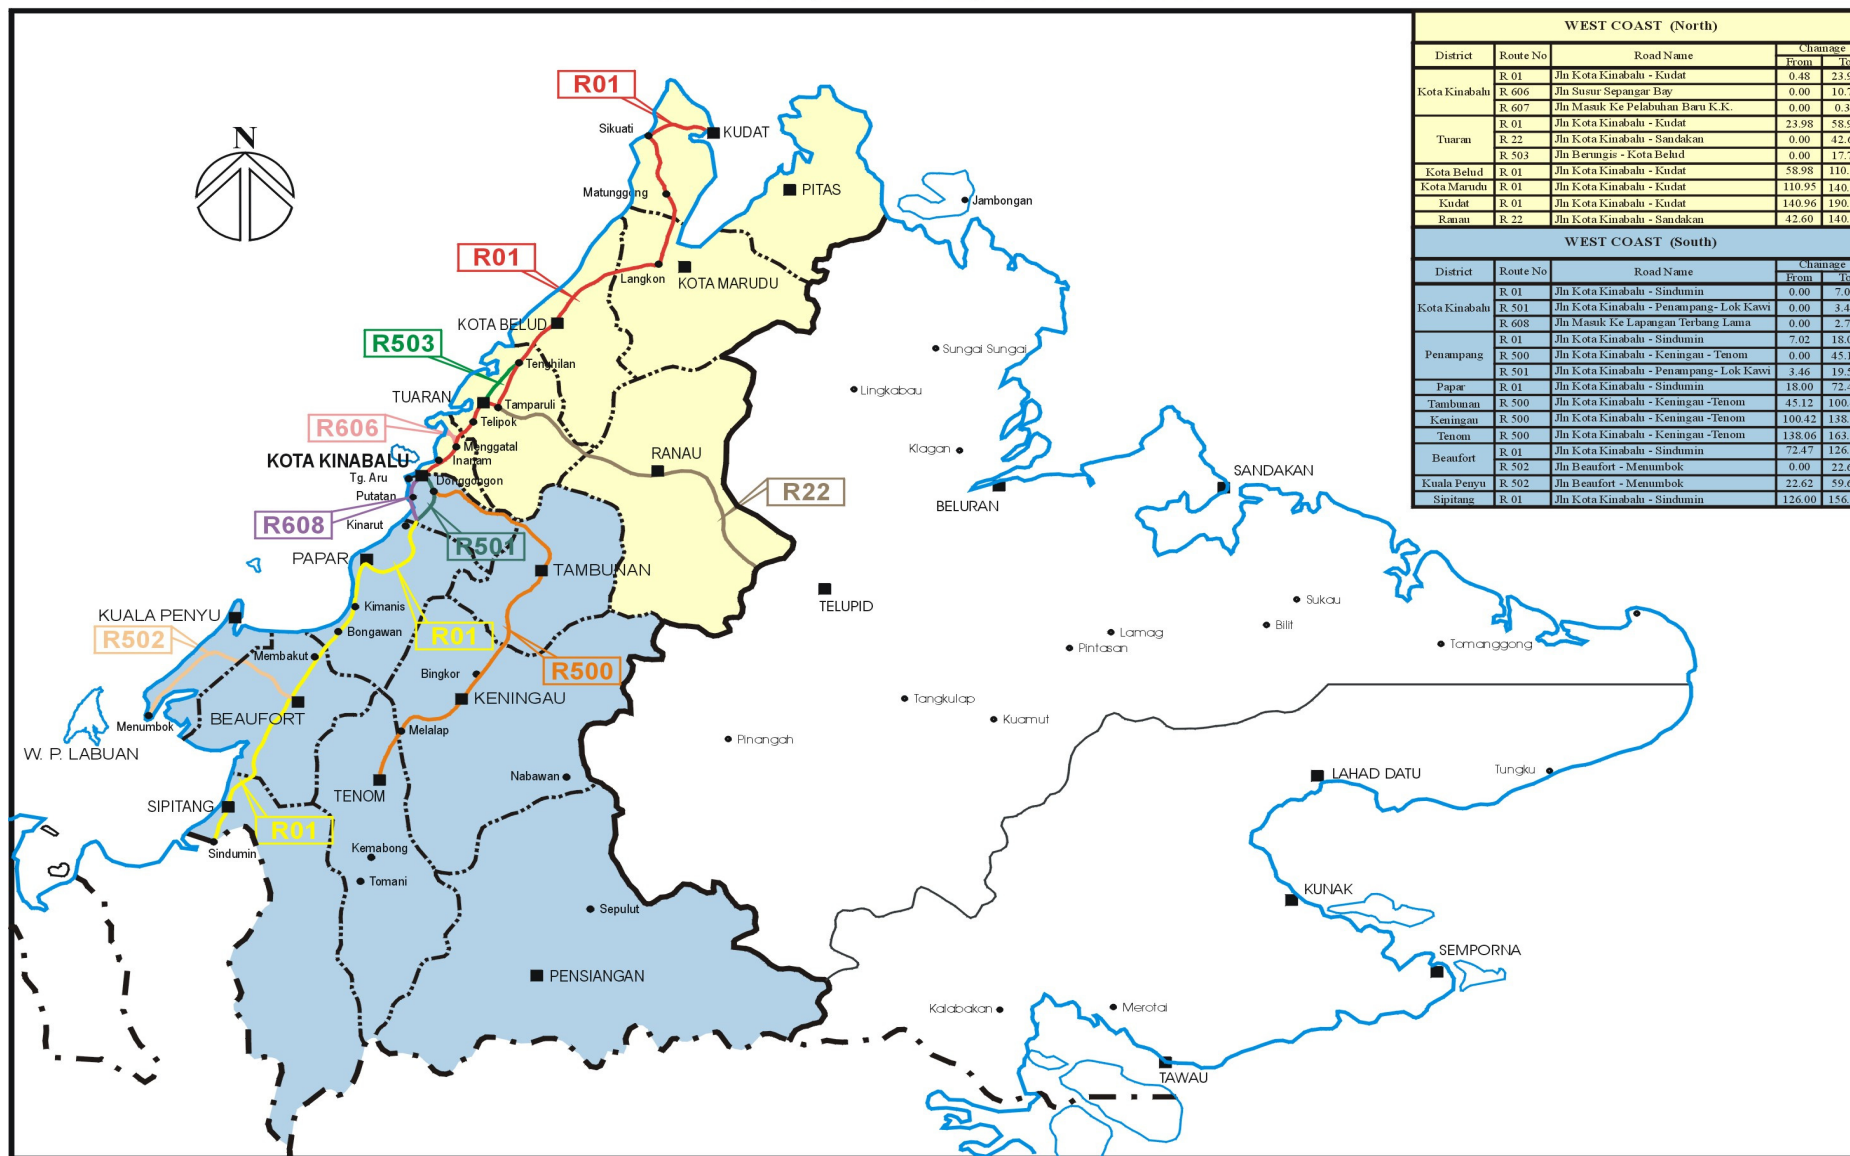 N
R01
KUDAT
Sikuati
PITAS
Matunggong
Jambongan
R01
Langkon
KOTA MARUDU
KOTA BELUD
R503
Tenghilan
Sungai Sungai
Lingkabau
TUARAN
Tamparuli
R606
Telipok
Menggatal
Klagan
KOTA KINABALU
Inanam
RANAU
SANDAKAN
Tg. Aru
Donggongon
Putatan
R22
BELURAN
R608
Kinarut
R501
PAPAR
TAMBUNAN
TELUPID
Sukau
KUALA PENYU
Kimanis
Bilit
R502
Bongawan
R01
Lamag
Pintasan
Tomanggong
Membakut
Bingkor
R500
KENINGAU
Tangkulap
BEAUFORT
Kuamut
Menumbok
Melalap
Pinangah
W. P. LABUAN
Nabawan
LAHAD DATU
Tungku
TENOM
SIPITANG
R01
Sindumin
Kemabong
Tomani
KUNAK
Sepulut
SEMPORNA
PENSIANGAN
Kalabakan
Merotai
TAWAU
WEST COAST (North)
District Route No Road Name Chainage
From
Kota Kinabalu
R 01 Jln Kota Kinabalu - Kudat 0.48
R 606 Jln Susur Sepangar Bay 0.00
R 607 Jln Masuk Ke Pelabuhan Baru K.K. 0.00
Tuaran
R 01 Jln Kota Kinabalu - Kudat 23.98
R 22 Jln Kota Kinabalu - Sandakan 0.00
R 503 Jln Berungis - Kota Belud 0.00
Kota Belud R 01 Jln Kota Kinabalu - Kudat 58.98
Kota Marudu R 01 Jln Kota Kinabalu - Kudat 110.95
Kudat R 01 Jln Kota Kinabalu - Kudat 140.96
Ranau R 22 Jln Kota Kinabalu - Sandakan 42.60
WEST COAST (South)
District Route No Road Name Chainage
From
Kota Kinabalu
R 01 Jln Kota Kinabalu - Sindumin 0.00
R 501 Jln Kota Kinabalu - Penampang- Lok Kawi 0.00
R 608 Jln Masuk Ke Lapangan Terbang Lama 0.00
Penampang
R 01 Jln Kota Kinabalu - Sindumin 7.02
R 500 Jln Kota Kinabalu - Keningau - Tenom 0.00
R 501 Jln Kota Kinabalu - Penampang- Lok Kawi 3.46
Papar R 01 Jln Kota Kinabalu - Sindumin 18.00
Tambunan R 500 Jln Kota Kinabalu - Keningau -Tenom 45.12
Keningau R 500 Jln Kota Kinabalu - Keningau -Tenom 100.42
Tenom R 500 Jln Kota Kinabalu - Keningau -Tenom 138.06
Beaufort
R 01 Jln Kota Kinabalu - Sindumin 72.47
R 502 Jln Beaufort - Menumbok 0.00
Kuala Penyu R 502 Jln Beaufort - Menumbok 22.62
Sipitang R 01 Jln Kota Kinabalu - Sindumin 126.00